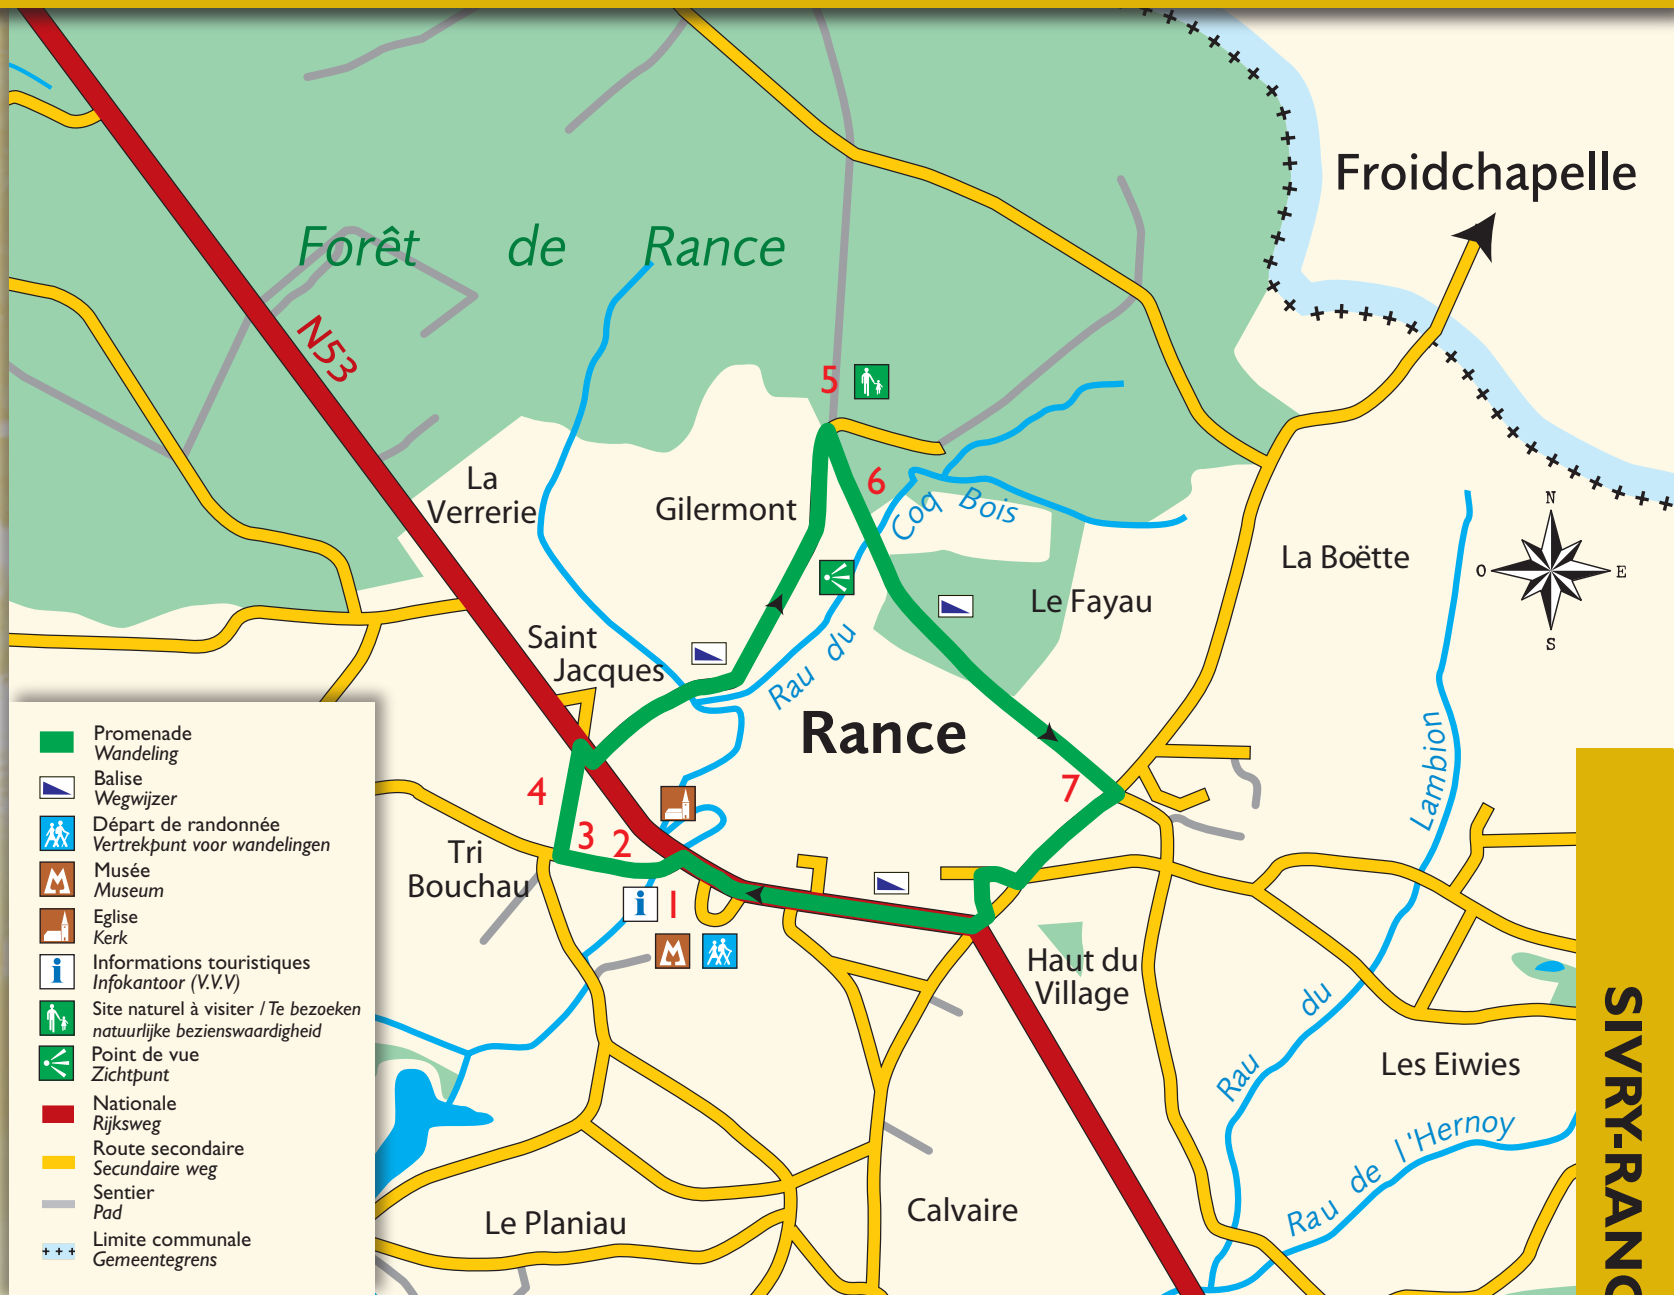 Froidchapelle
Forêt de Rance
N53
5
La
Verrerie
Gilermont
6
Coq Bois
La Boëtte
N
O
E
S
Le Fayau
Saint
Jacques
Rau du
Rance
Lambion
4
7
3
2
Tri
Bouchau
i
1
Haut du
Village
du
Rau
Les Eiwies
Rau de l'Hernoy
Calvaire
Le Planiau
SIVRY-RANC
Promenade
Wandeling
Balise
Wegwijzer
Départ de randonnée
Vertrekpunt voor wandelingen
Musée
Museum
Eglise
Kerk
i
Informations touristiques
Infokantoor (V.V.V)
Site naturel à visiter / Te bezoeken
natuurlijke bezienswaardigheid
Point de vue
Zichtpunt
Nationale
Rijksweg
Route secondaire
Secundaire weg
Sentier
Pad
Limite communale
Gemeentegrens